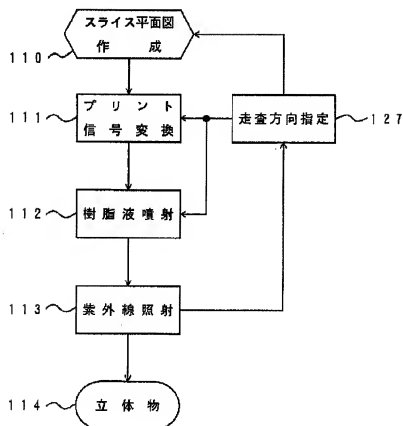 スライス平面図
作成
110
プリント
信号変換
111
走査方向指定
127
樹脂液噴射
112
紫外線照射
113
立体物
114